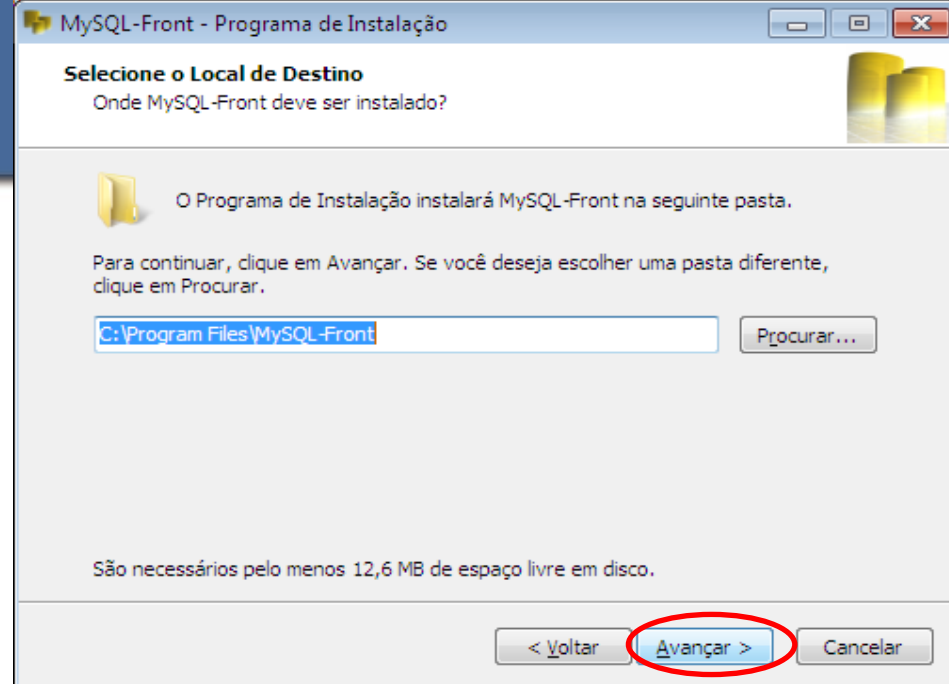 MySQL-Front - Programa de Instalação
Selecione o Local de Destino
Onde MySQL-Front deve ser instalado?
O Programa de Instalação instalará MySQL-Front na seguinte pasta.
Para continuar, clique em Avançar. Se você deseja escolher uma pasta diferente,
clique em Procurar.
C:\Program Files\MySQL-Front
Procurar...
São necessários pelo menos 12,6 MB de espaço livre em disco.
< Voltar
Avançar >
Cancelar